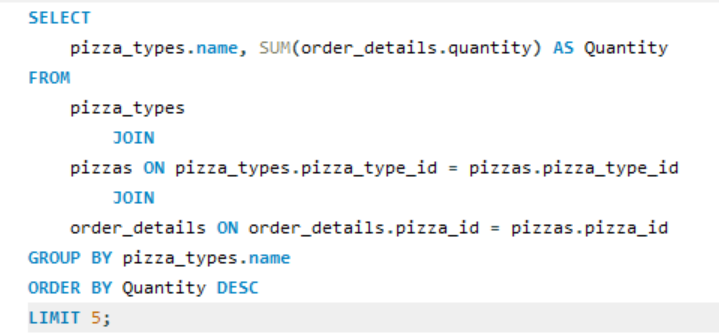 SELECT
pizza_types.name, SUM(order_details.quantity) AS Quantity
FROM
pizza_types
JOIN
pizzas ON pizza_types.pizza_type_id = pizzas.pizza_type_id
JOIN
order_details ON order_details.pizza_id = pizzas.pizza_id
GROUP BY pizza_types.name
ORDER BY Quantity DESC
LIMIT 5;